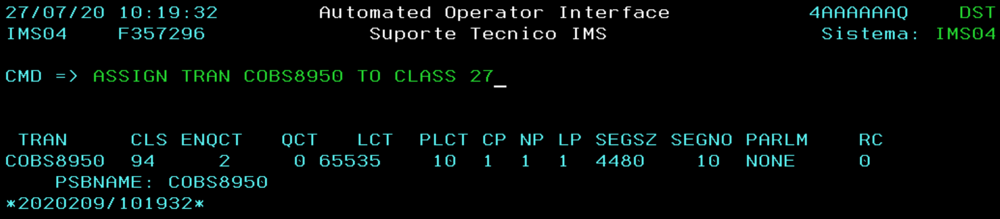 27/07/20 10:19:32 Automated Operator Interface 4AAAAAAQ DST
IMS04 F357296 Suporte Tecnico IMS Sistema: IMS04
CMD => ASSIGN TRAN COBS8950 TO CLASS 27_
TRAN CLS ENQCT QCT LCT PLCT CP NP LP SEGSZ SEGNO PARLM RC
COBS8950 94 2 0 65535 10 1 1 1 4480 10 NONE 0
PSBNAME: COBS8950
*2020209/101932*